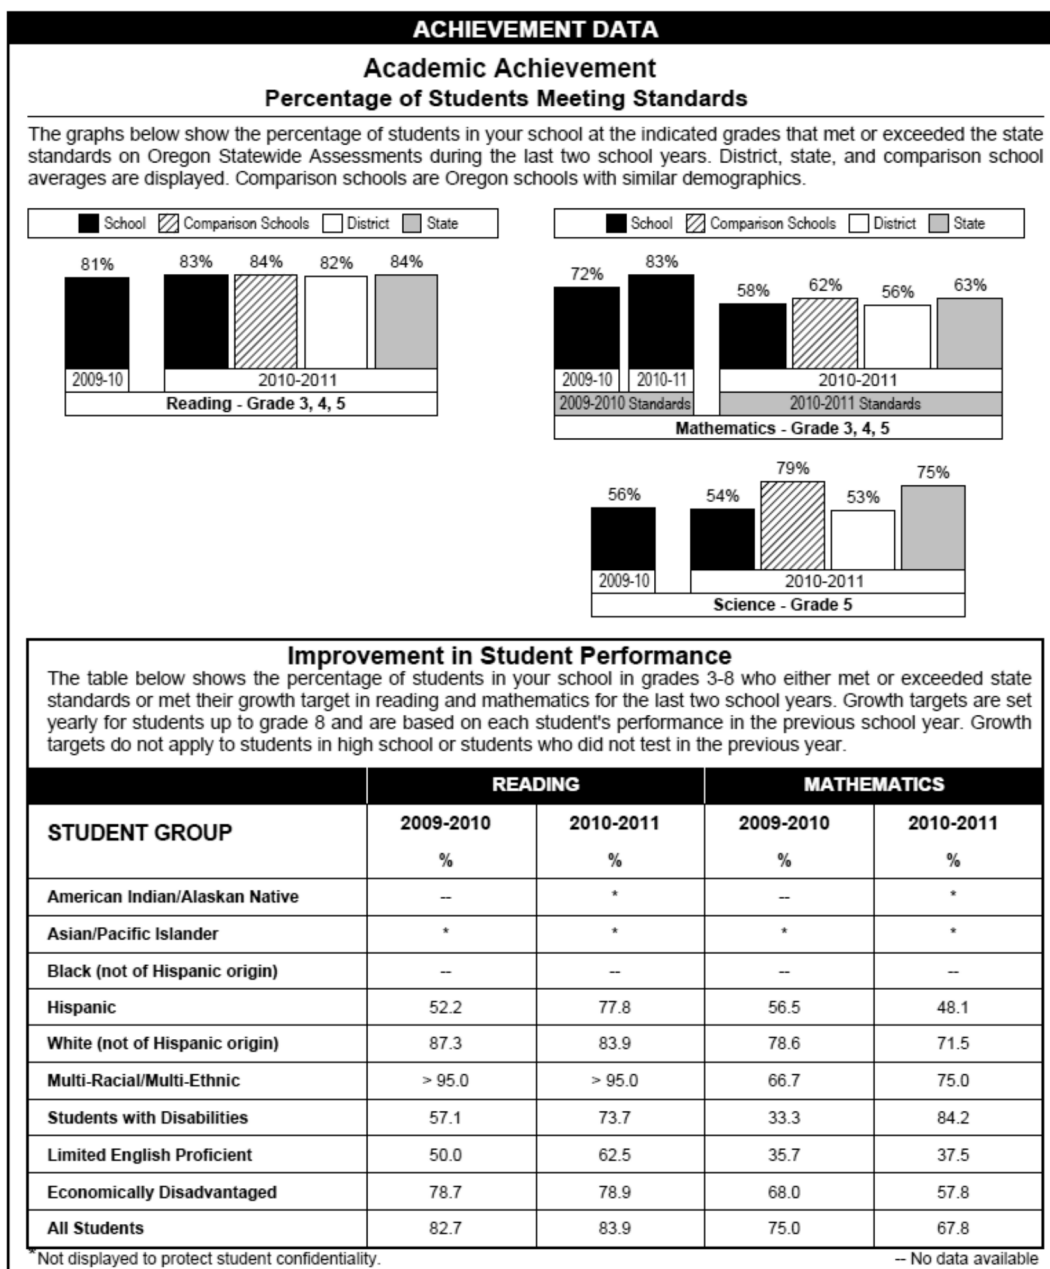 ACHIEVEMENT DATA
Academic Achievement
Percentage of Students Meeting Standards
The graphs below show the percentage of students in your school at the indicated grades that met or exceeded the state
standards on Oregon Statewide Assessments during the last two school years. District, state, and comparison school
averages are displayed. Comparison schools are Oregon schools with similar demographics.
School Comparison Schools District State
81% 83% 84% 82% 84%
2009-10 2010-2011
Reading - Grade 3, 4, 5
School Comparison Schools District State
72% 83% 58% 62% 56% 63%
2009-10 2010-11 2010-2011
2009-2010 Standards 2010-2011 Standards
Mathematics - Grade 3, 4, 5
56% 54% 79% 53% 75%
2009-10 2010-2011
Science - Grade 5
Improvement in Student Performance
The table below shows the percentage of students in your school in grades 3-8 who either met or exceeded state
standards or met their growth target in reading and mathematics for the last two school years. Growth targets are set
yearly for students up to grade 8 and are based on each student's performance in the previous school year. Growth
targets do not apply to students in high school or students who did not test in the previous year.
READING MATHEMATICS
STUDENT GROUP 2009-2010 2010-2011 2009-2010 2010-2011
% % % %
American Indian/Alaskan Native -- * -- *
Asian/Pacific Islander * * * *
Black (not of Hispanic origin) -- -- -- --
Hispanic 52.2 77.8 56.5 48.1
White (not of Hispanic origin) 87.3 83.9 78.6 71.5
Multi-Racial/Multi-Ethnic > 95.0 > 95.0 66.7 75.0
Students with Disabilities 57.1 73.7 33.3 84.2
Limited English Proficient 50.0 62.5 35.7 37.5
Economically Disadvantaged 78.7 78.9 68.0 57.8
All Students 82.7 83.9 75.0 67.8
*Not displayed to protect student confidentiality. -- No data available